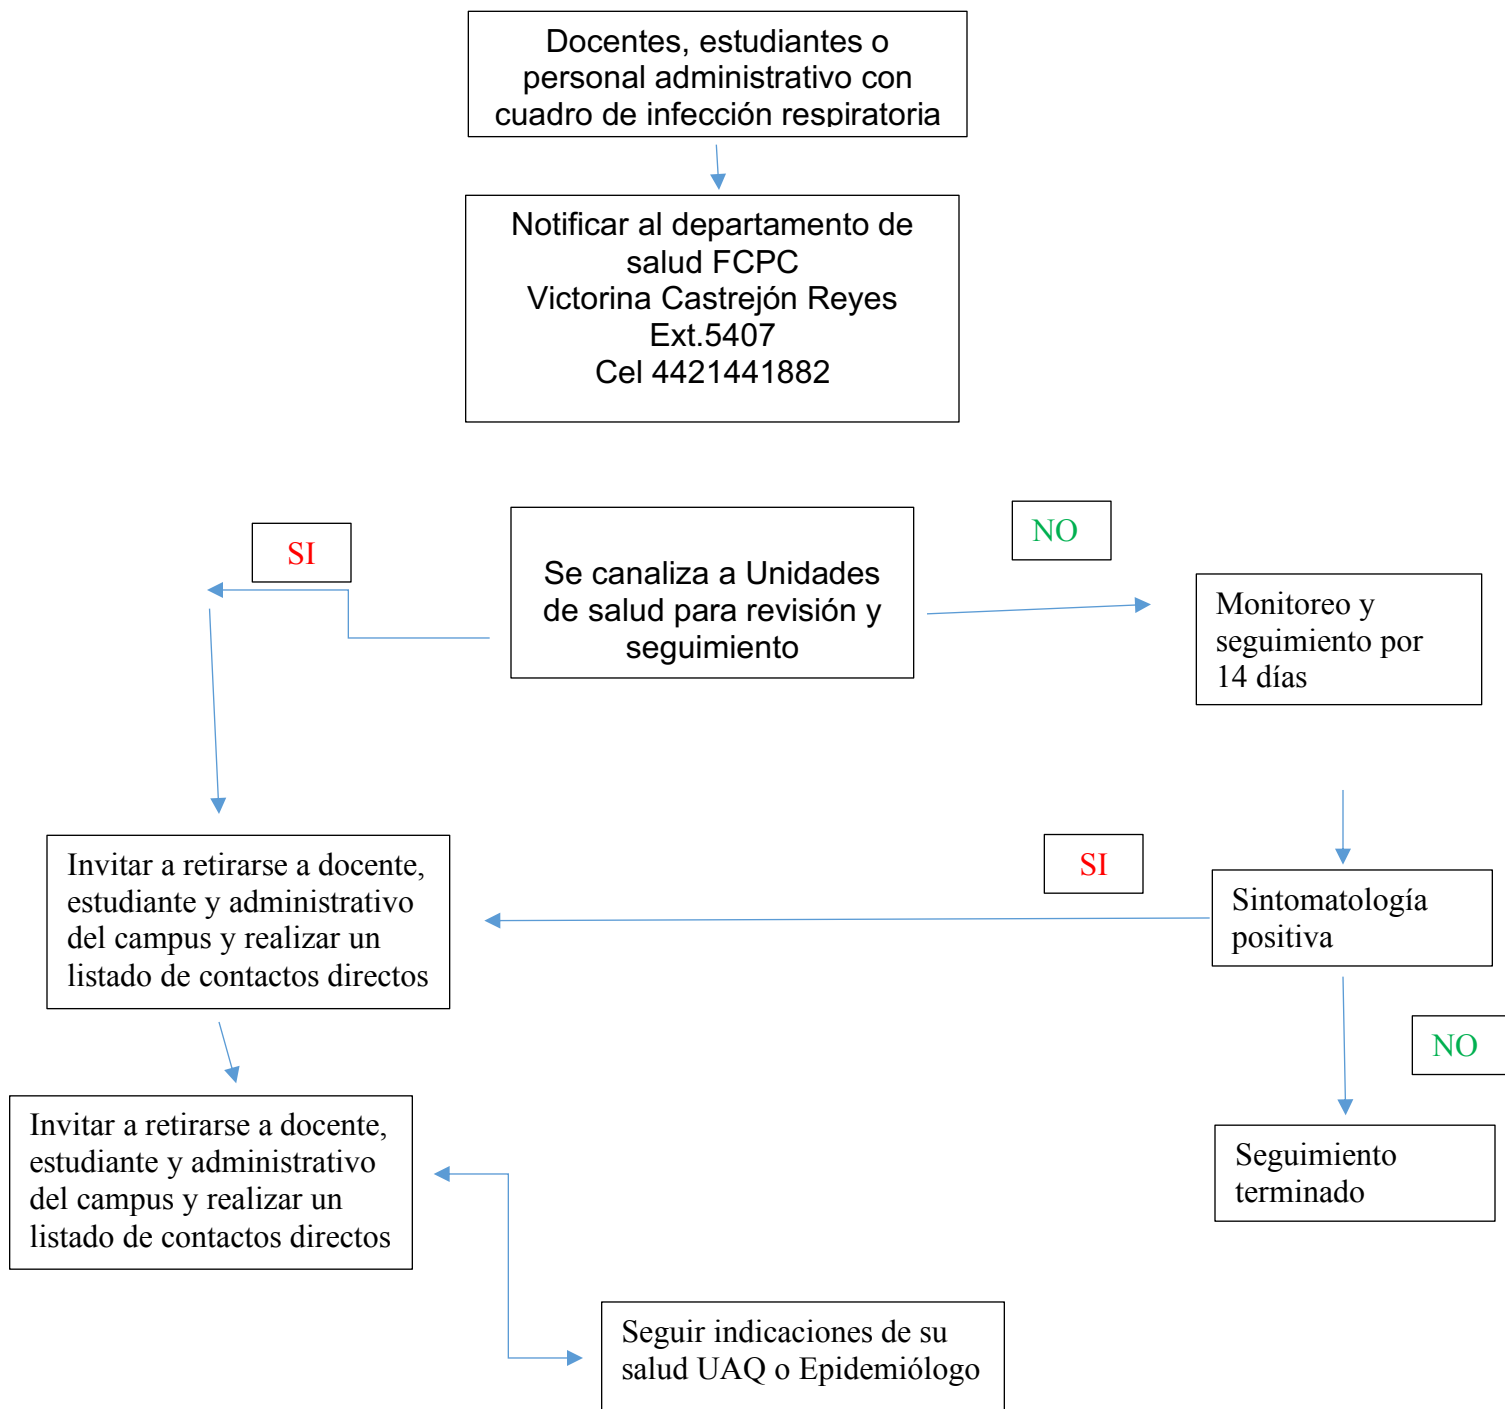 Docentes, estudiantes o
personal administrativo con
cuadro de infección respiratoria
Notificar al departamento de
salud FCPC
Victorina Castrejón Reyes
Ext.5407
Cel 4421441882
SI
Se canaliza a Unidades
de salud para revisión y
seguimiento
NO
Monitoreo y
seguimiento por
14 días
Invitar a retirarse a docente,
estudiante y administrativo
del campus y realizar un
listado de contactos directos
SI
Sintomatología
positiva
NO
Invitar a retirarse a docente,
estudiante y administrativo
del campus y realizar un
listado de contactos directos
Seguimiento
terminado
Seguir indicaciones de su
salud UAQ o Epidemiólogo